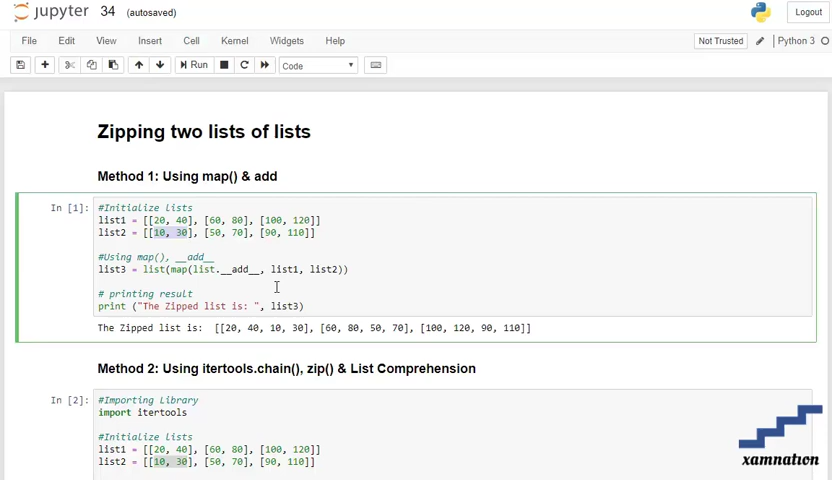 jupyter 34 (autosaved) Logout
File Edit View Insert Cell Kernel Widgets Help Not Trusted Python 3
Run Code
Zipping two lists of lists
Method 1: Using map() & add
In [1]: #Initialize lists
list1 = [[20, 40], [60, 80], [100, 120]]
list2 = [[10, 30], [50, 70], [90, 110]]
#Using map(), __add__
list3 = list(map(list.__add__, list1, list2))
# printing result
print ("The Zipped list is: ", list3)
The Zipped list is:  [[20, 40, 10, 30], [60, 80, 50, 70], [100, 120, 90, 110]]
Method 2: Using itertools.chain(), zip() & List Comprehension
In [2]: #Importing Library
import itertools
#Initialize lists
list1 = [[20, 40], [60, 80], [100, 120]]
list2 = [[10, 30], [50, 70], [90, 110]]
xamnation